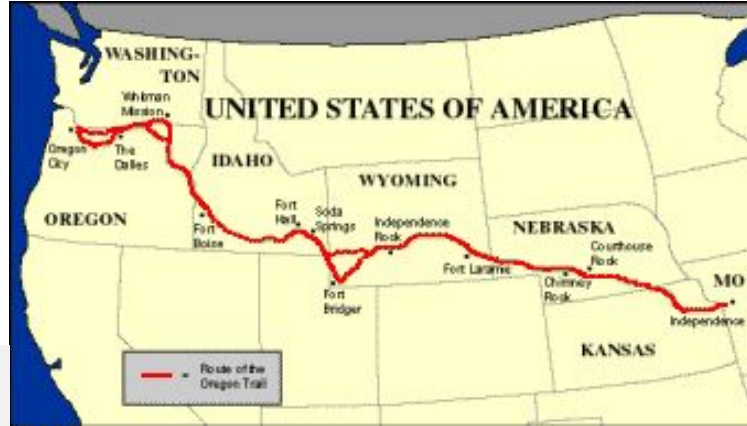 WASHING-
TON
Whitman
Mission
UNITED STATES OF AMERICA
Oregon
City
The
Dalles
IDAHO
WYOMING
OREGON
Fort
Boise
Fort
Hall
Soda
Springs
Independence
Rock
NEBRASKA
Courthouse
Rock
Fort Laramie
Chimney
Rock
Fort
Bridger
MO
Independence
KANSAS
Route of the
Oregon Trail